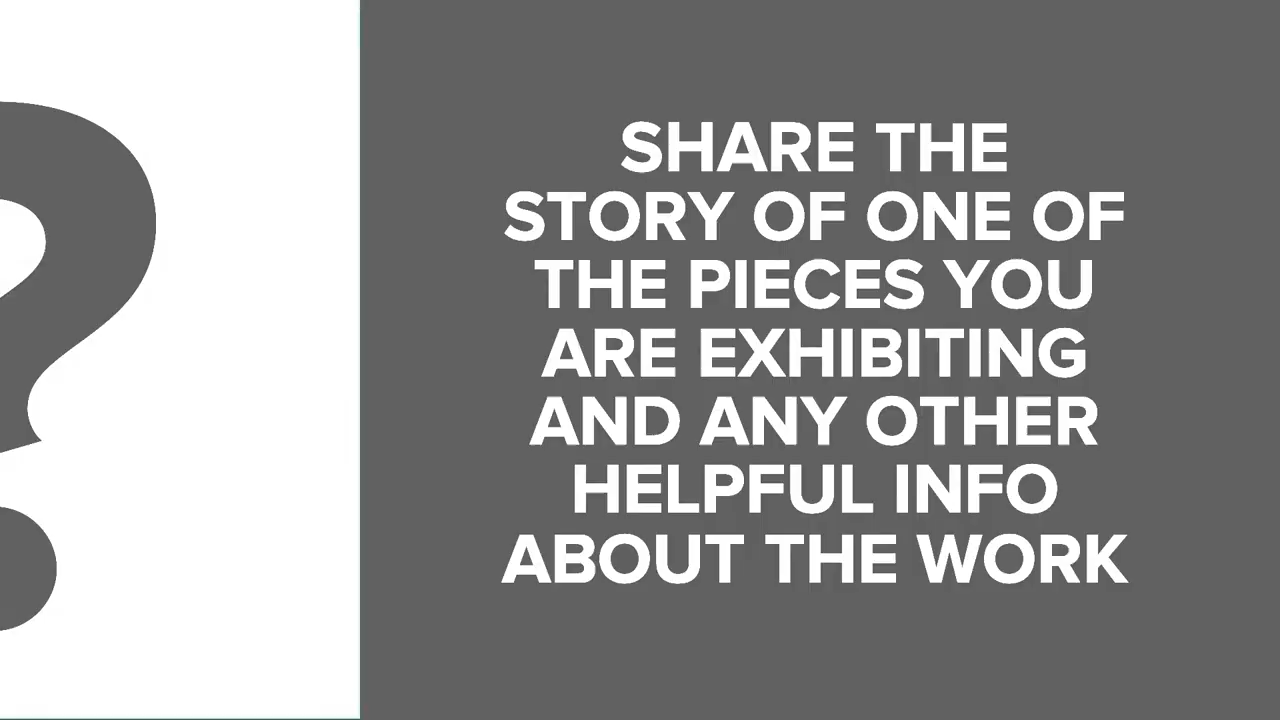 ?
SHARE THE
STORY OF ONE OF
THE PIECES YOU
ARE EXHIBITING
AND ANY OTHER
HELPFUL INFO
ABOUT THE WORK